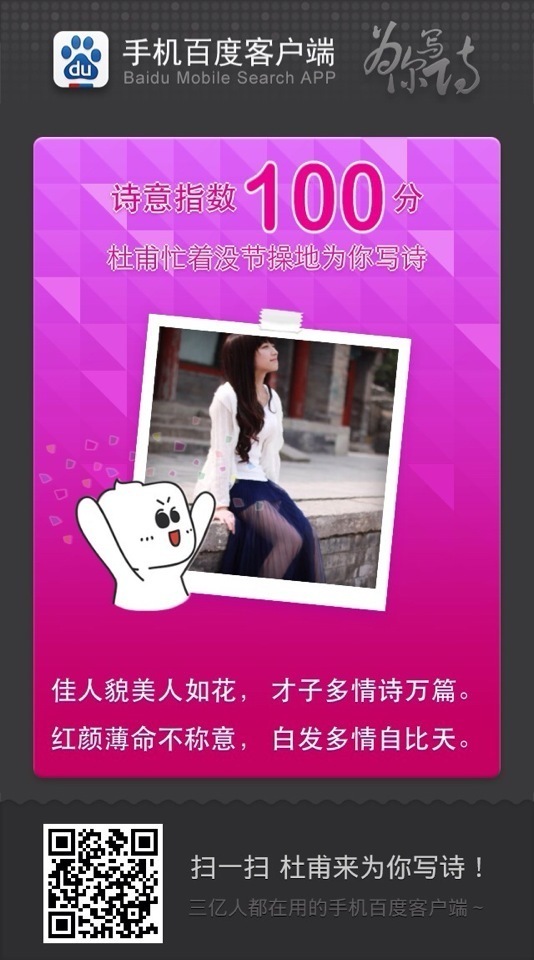 du
手机百度客户端
Baidu Mobile Search APP
为你写诗
诗意指数100分
杜甫忙着没节操地为你写诗
佳人貌美人如花，才子多情诗万篇。
红颜薄命不称意，白发多情自比天。
扫一扫 杜甫来为你写诗！
三亿人都在用的手机百度客户端~